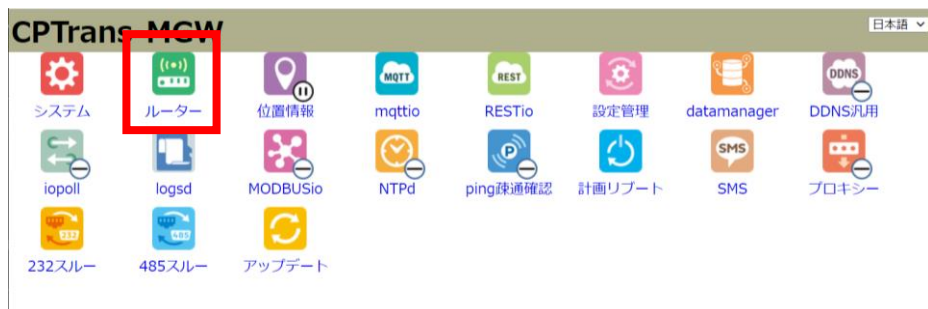 CPTrans-MGW
日本語
システム ルーター 位置情報 mqttio RESTio 設定管理 datamanager DDNS汎用
MQTT REST DDNS
iopoll logsd MODBUSio NTPd ping疎通確認 計画リブート SMS プロキシー
P SMS
232 485
232スルー 485スルー アップデート